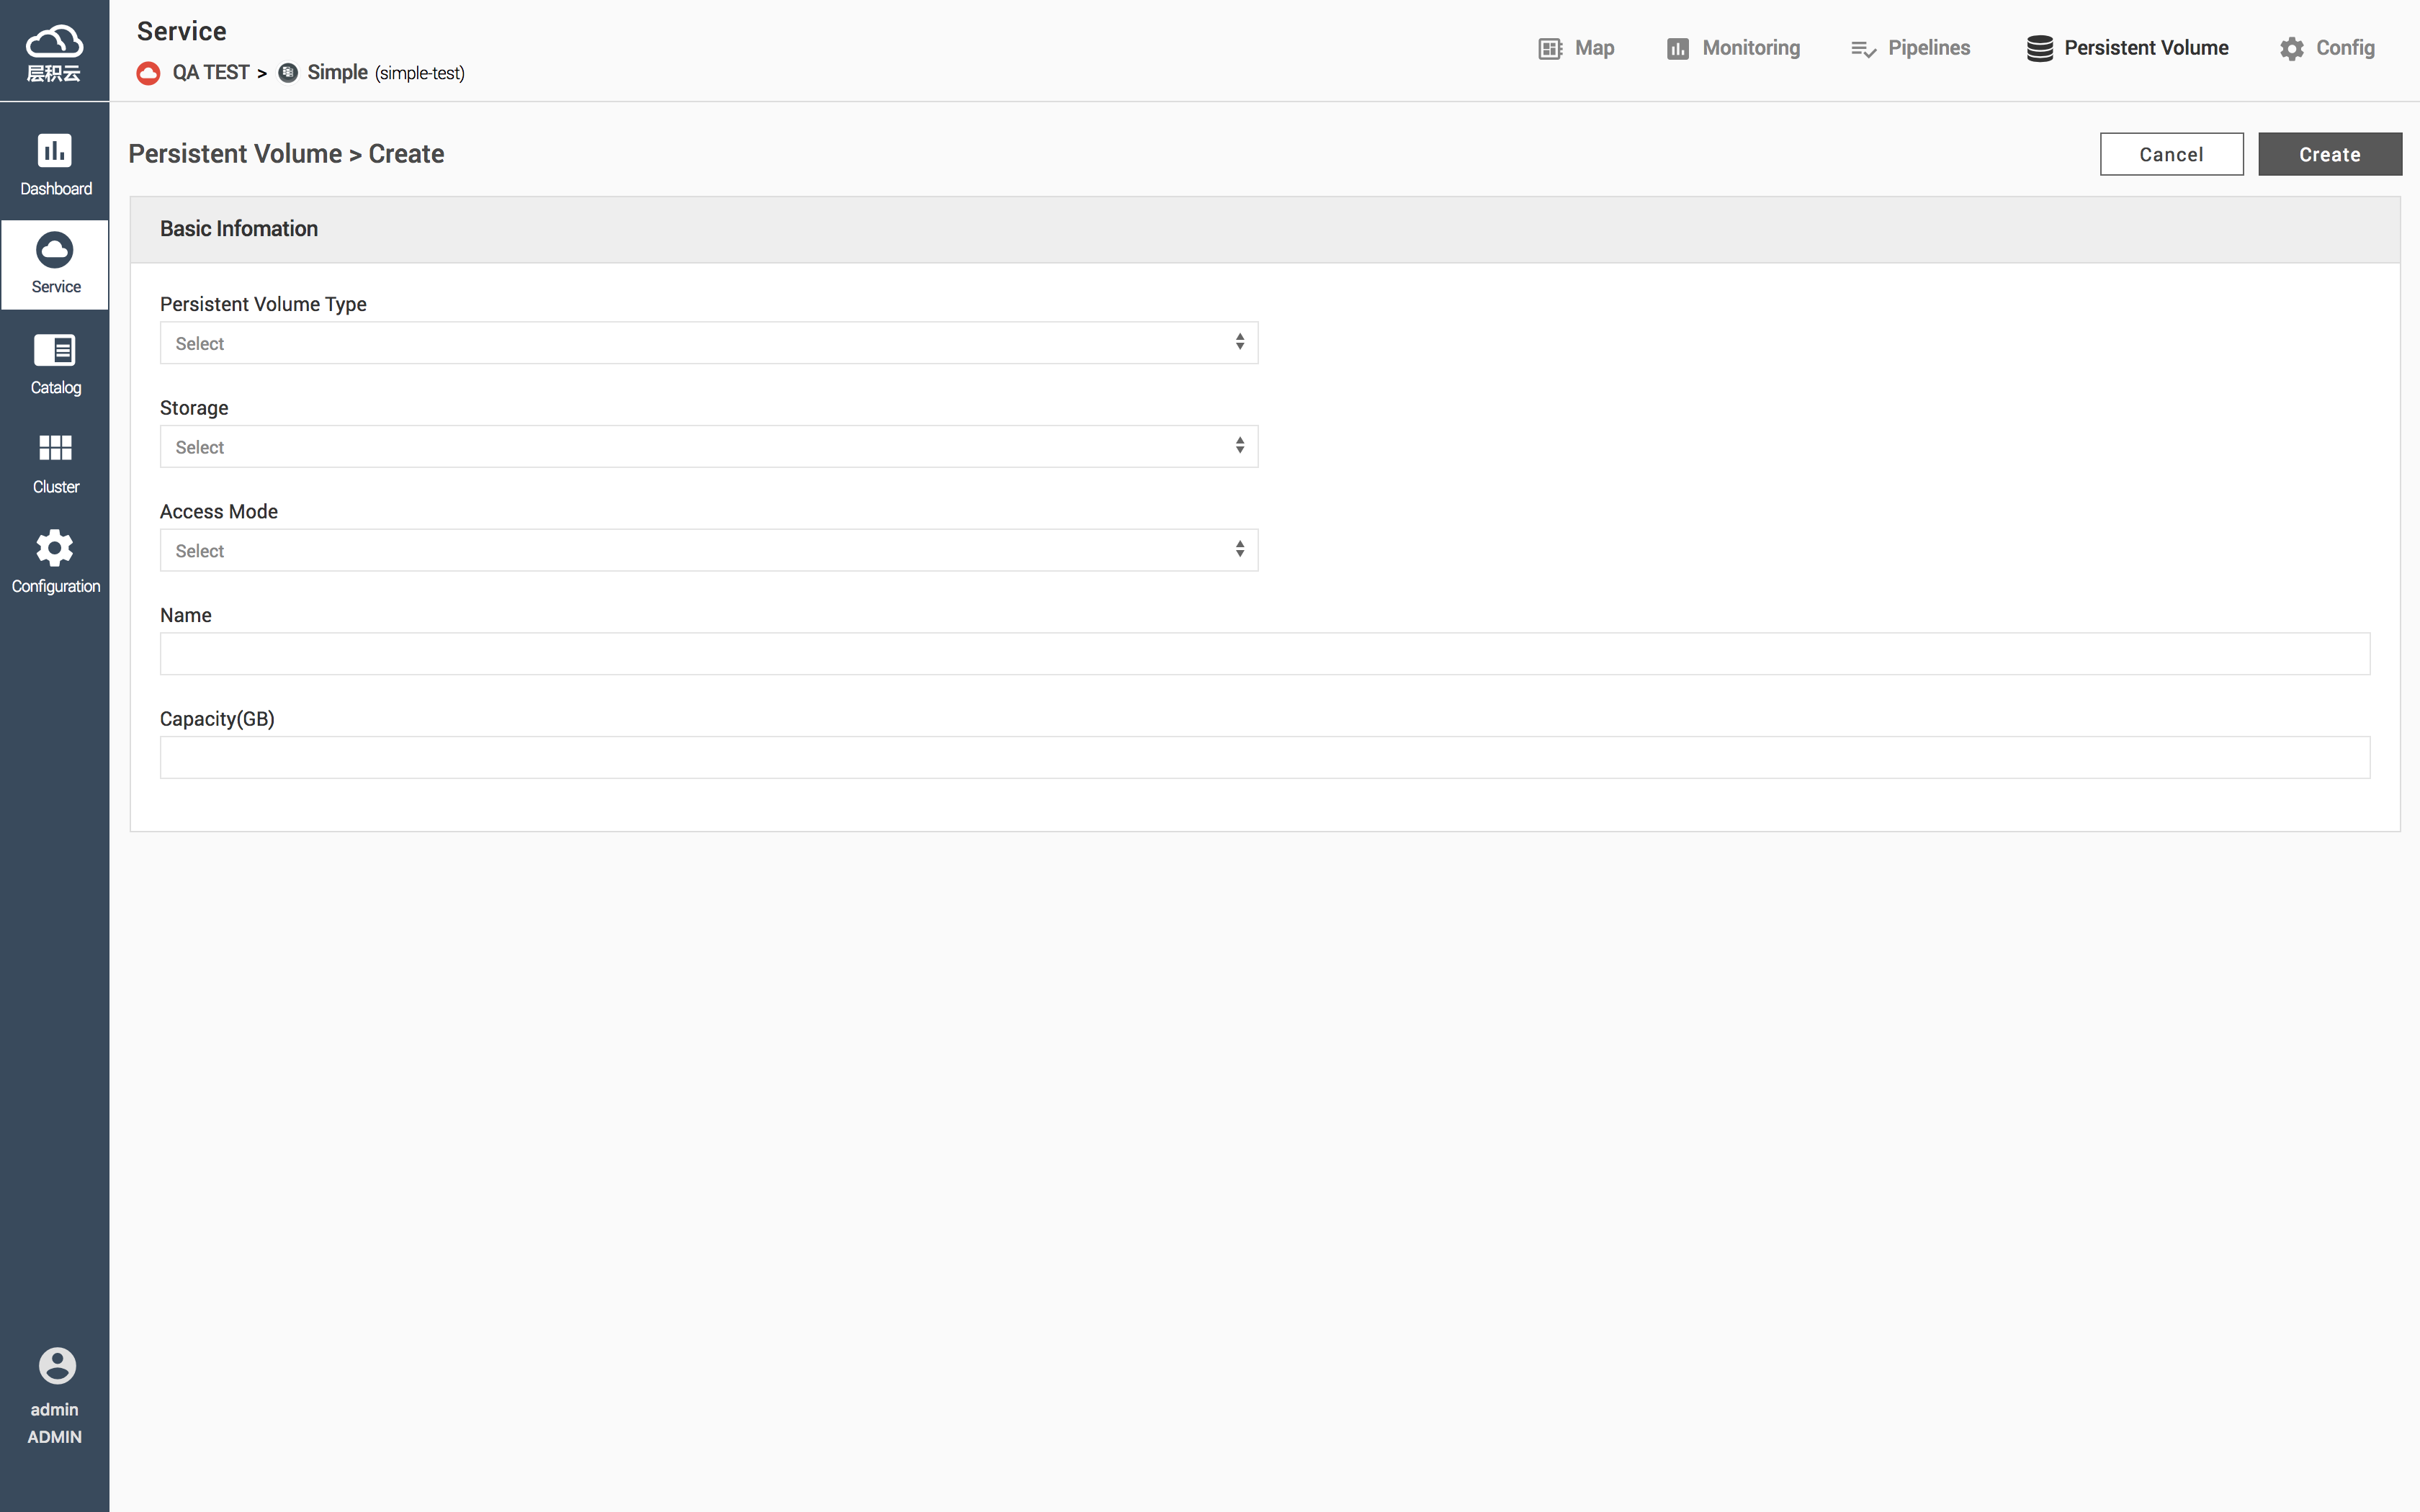 层积云
Service
QA TEST > Simple (simple-test)
Map
Monitoring
Pipelines
Persistent Volume
Config
Dashboard
Service
Catalog
Cluster
Configuration
admin
ADMIN
Persistent Volume > Create
Cancel
Create
Basic Infomation
Persistent Volume Type
Select
Storage
Select
Access Mode
Select
Name
Capacity(GB)